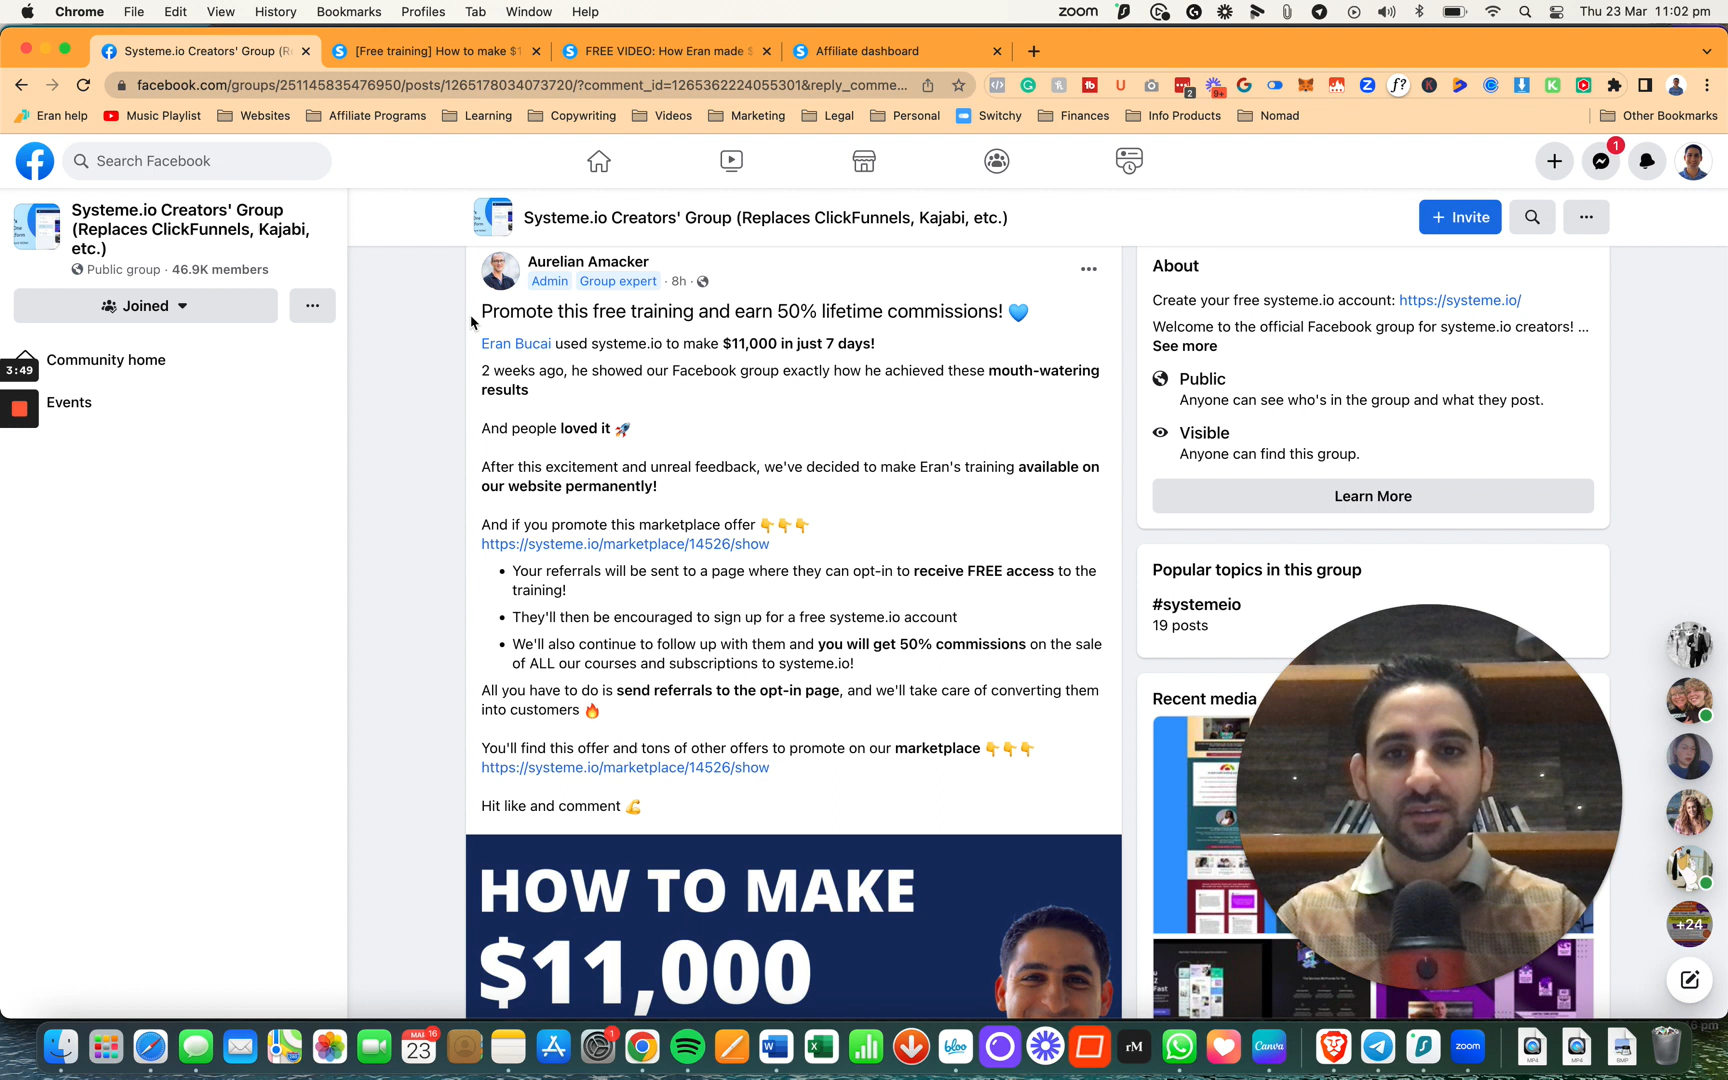 Chrome File Edit View History Bookmarks Profiles Tab Window Help zoom Thu 23 Mar 11:02 pm
Systeme.io Creators' Group (R
[Free training] How to make $1
FREE VIDEO: How Eran made $
Affiliate dashboard
facebook.com/groups/251145835476950/posts/1265178034073720/?comment_id=1265362224055301&reply_comme...
Eran help Music Playlist Websites Affiliate Programs Learning Copywriting Videos Marketing Legal Personal Switchy Finances Info Products Nomad Other Bookmarks
Search Facebook
1
Systeme.io Creators' Group
(Replaces ClickFunnels, Kajabi,
etc.)
Public group · 46.9K members
Joined
Community home
3:49
Events
Systeme.io Creators' Group (Replaces ClickFunnels, Kajabi, etc.)
+ Invite
Aurelian Amacker
Admin Group expert · 8h ·
Promote this free training and earn 50% lifetime commissions! 💙
Eran Bucai used systeme.io to make $11,000 in just 7 days!
2 weeks ago, he showed our Facebook group exactly how he achieved these mouth-watering
results
And people loved it 🚀
After this excitement and unreal feedback, we've decided to make Eran's training available on
our website permanently!
And if you promote this marketplace offer 👇👇👇
https://systeme.io/marketplace/14526/show
• Your referrals will be sent to a page where they can opt-in to receive FREE access to the
training!
• They'll then be encouraged to sign up for a free systeme.io account
• We'll also continue to follow up with them and you will get 50% commissions on the sale
of ALL our courses and subscriptions to systeme.io!
All you have to do is send referrals to the opt-in page, and we'll take care of converting them
into customers 🔥
You'll find this offer and tons of other offers to promote on our marketplace 👇👇👇
https://systeme.io/marketplace/14526/show
Hit like and comment 💪
HOW TO MAKE
$11,000
About
Create your free systeme.io account: https://systeme.io/
Welcome to the official Facebook group for systeme.io creators! ...
See more
Public
Anyone can see who's in the group and what they post.
Visible
Anyone can find this group.
Learn More
Popular topics in this group
#systemeio
19 posts
Recent media
+24
23
1
bloo
rM
Canva
zoom
MP4
MP4
BMP